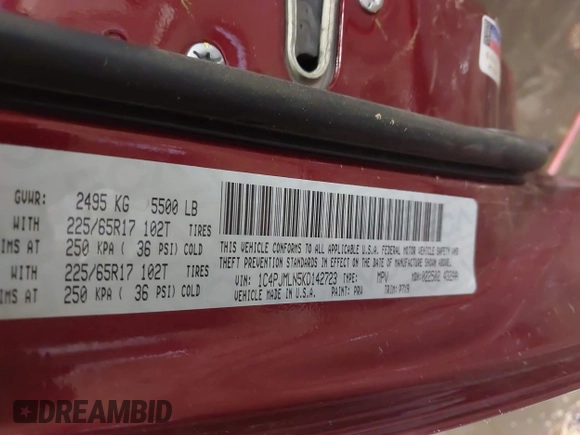 GVWR: 2495 KG /5500 LB
WITH 225/65R17 102T TIRES
IMS AT 250 KPA ( 36 PSI) COLD
WITH 225/65R17 102T TIRES
IMS AT 250 KPA ( 36 PSI) COLD
THIS VEHICLE CONFORMS TO ALL APPLICABLE U.S.A. FEDERAL MOTOR VEHICLE SAFETY AND
THEFT PREVENTION STANDARDS IN EFFECT ON THE DATE OF MANUFACTURE SHOWN ABOVE.
VIN: 1C4PJMLN5KD142723 TYPE: MPV MDH:
VEHICLE MADE IN U.S.A. PAINT: PRV TRIM: P7X9
DREAMBID